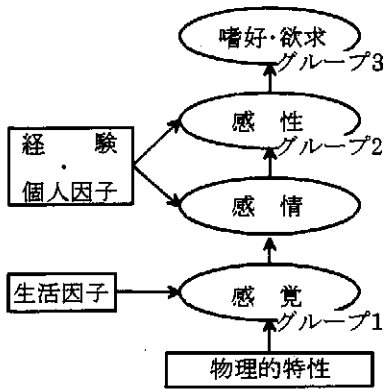 嗜好・欲求
グループ3
感 性
グループ2
経 験
・
個人因子
感 情
生活因子
感 覚
グループ1
物理的特性